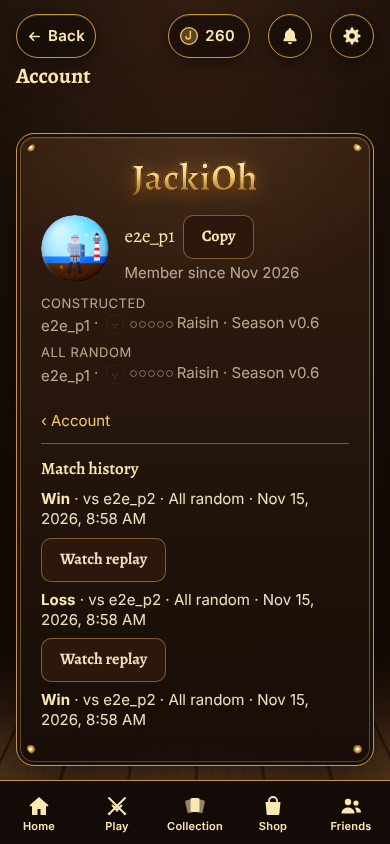 ← Back
J 260
Account
JackiOh
e2e_p1 Copy
Member since Nov 2026
CONSTRUCTED
e2e_p1 · Raisin · Season v0.6
ALL RANDOM
e2e_p1 · Raisin · Season v0.6
‹ Account
Match history
Win · vs e2e_p2 · All random · Nov 15,
2026, 8:58 AM
Watch replay
Loss · vs e2e_p2 · All random · Nov 15,
2026, 8:58 AM
Watch replay
Win · vs e2e_p2 · All random · Nov 15,
2026, 8:58 AM
Home Play Collection Shop Friends